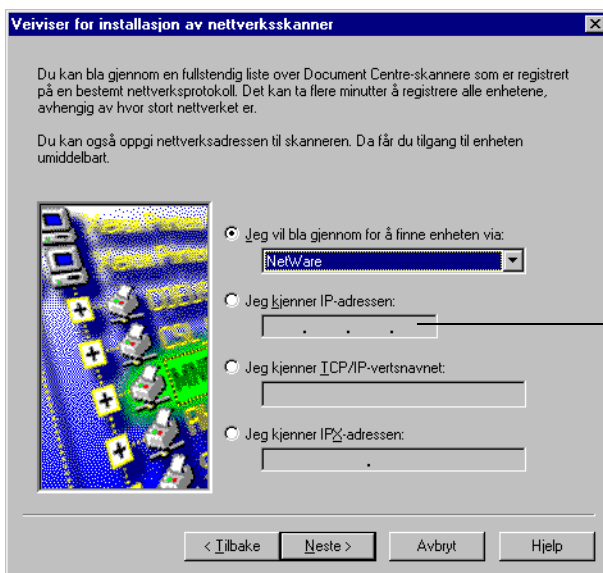 Veiviser for installasjon av nettverksskanner
Du kan bla gjennom en fullstendig liste over Document Centre-skannere som er registrert
på en bestemt nettverksprotokoll. Det kan ta flere minutter å registrere alle enhetene,
avhengig av hvor stort nettverket er.
Du kan også oppgi nettverksadressen til skanneren. Da får du tilgang til enheten
umiddelbart.
Jeg vil bla gjennom for å finne enheten via:
NetWare
Jeg kjenner IP-adressen:
. . .
Jeg kjenner TCP/IP-vertsnavnet:
Jeg kjenner IPX-adressen:
.
< Tilbake Neste > Avbryt Hjelp